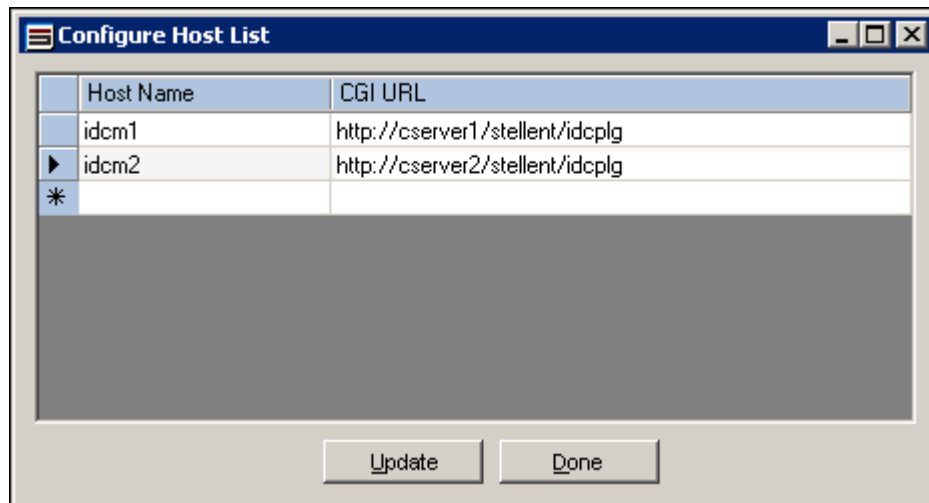 Configure Host List
Host Name CGI URL
idcm1 http://cserver1/stellent/idcplg
idcm2 http://cserver2/stellent/idcplg
Update Done